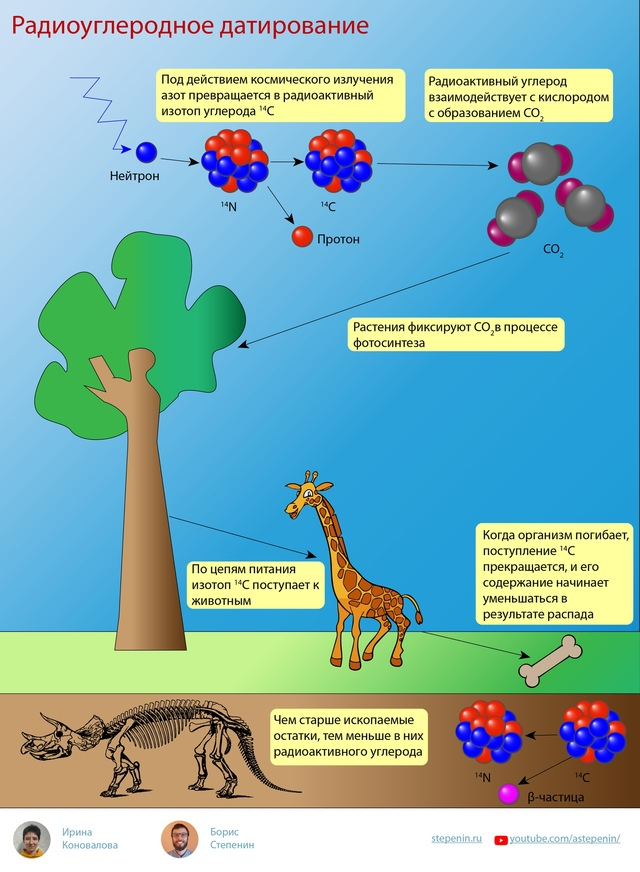 Радиоуглеродное датирование
Под действием космического излучения
азот превращается в радиоактивный
изотоп углерода ¹⁴C
Радиоактивный углерод
взаимодействует с кислородом
с образованием CO₂
Нейтрон
¹⁴N
¹⁴C
Протон
CO₂
Растения фиксируют CO₂в процессе
фотосинтеза
По цепям питания
изотоп ¹⁴C поступает к
животным
Когда организм погибает,
поступление ¹⁴C
прекращается, и его
содержание начинает
уменьшаться в
результате распада
Чем старше ископаемые
остатки, тем меньше в них
радиоактивного углерода
¹⁴N
¹⁴C
β-частица
Ирина
Коновалова
Борис
Степенин
stepenin.ru
youtube.com/astepenin/